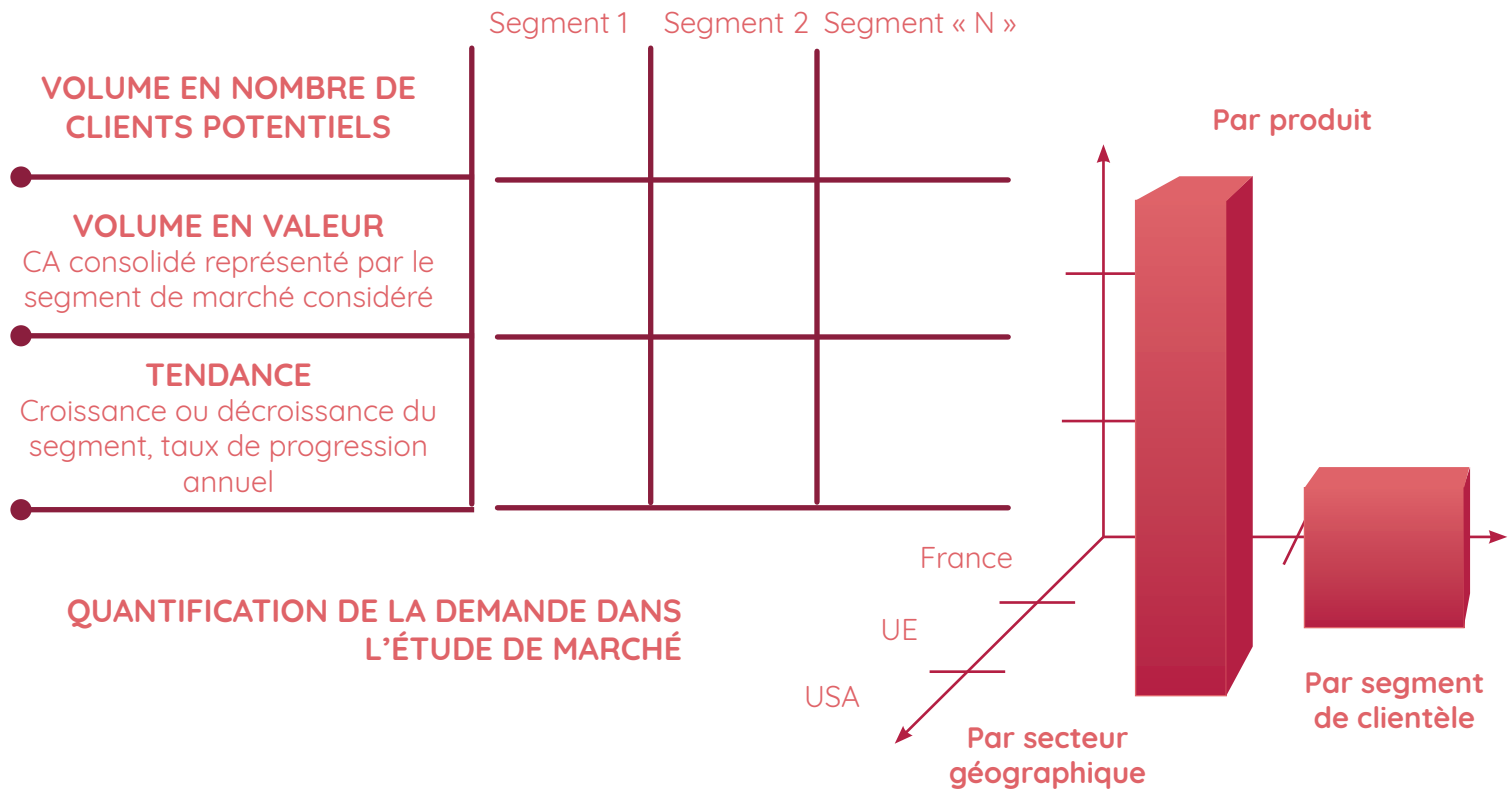 Segment 1 Segment 2 Segment « N »
VOLUME EN NOMBRE DE
CLIENTS POTENTIELS
VOLUME EN VALEUR
CA consolidé représenté par le
segment de marché considéré
TENDANCE
Croissance ou décroissance du
segment, taux de progression
annuel
QUANTIFICATION DE LA DEMANDE DANS
L’ÉTUDE DE MARCHÉ
Par produit
France
UE
USA
Par secteur
géographique
Par segment
de clientèle